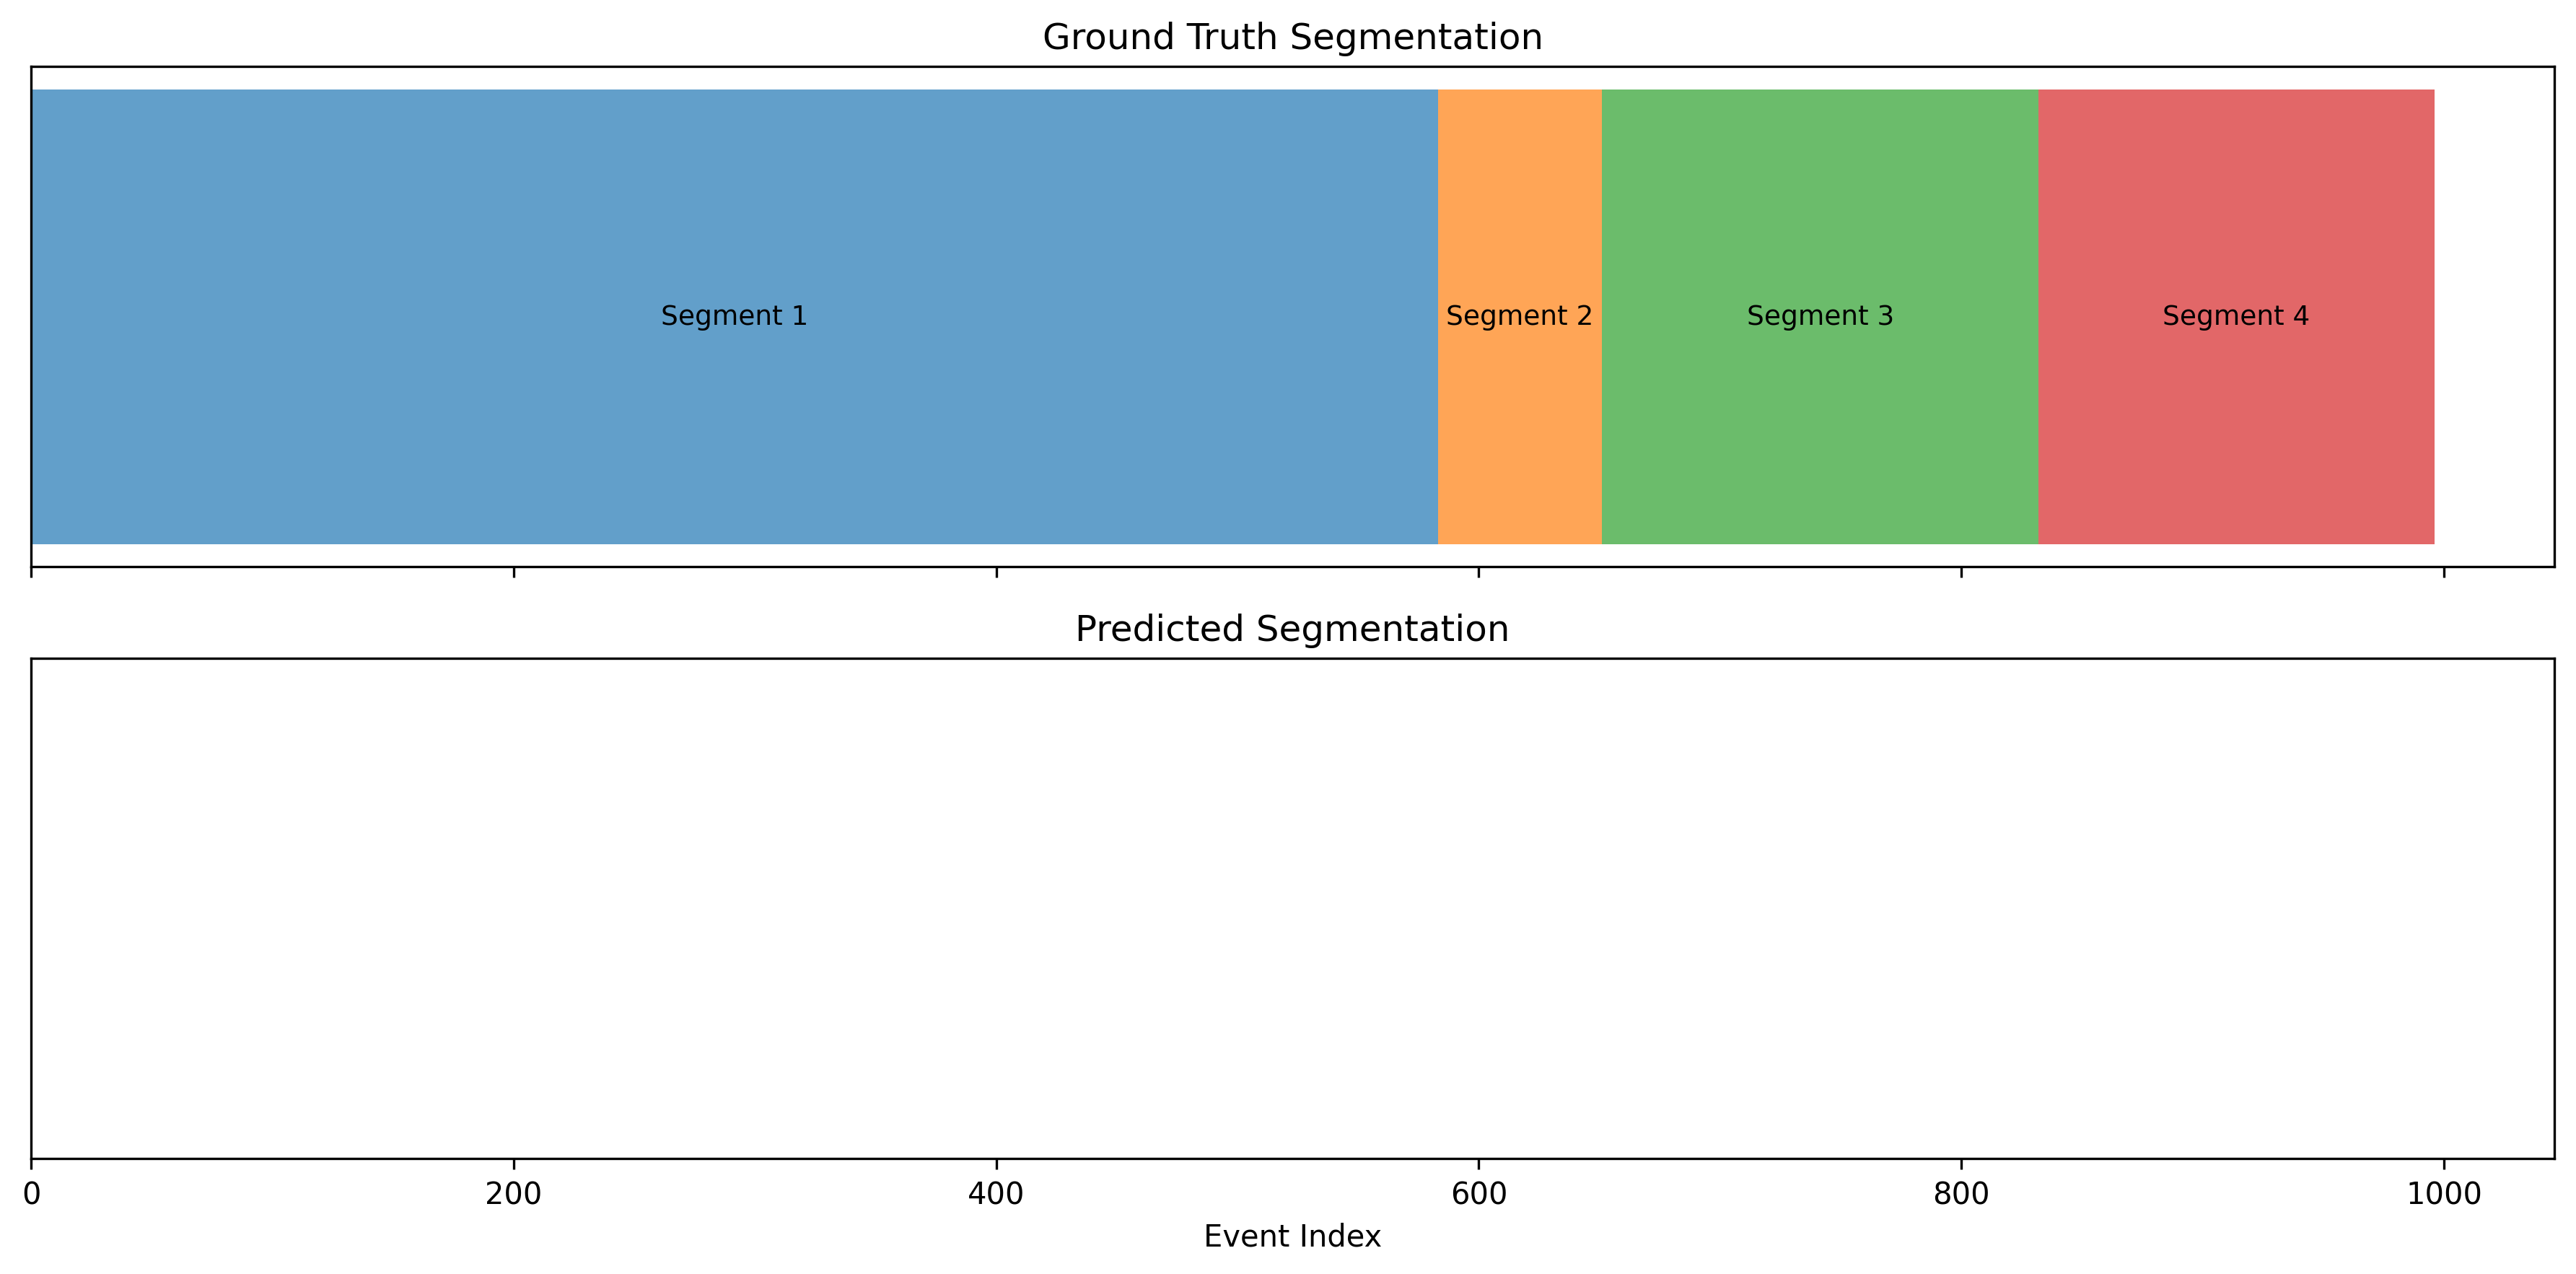 Ground Truth Segmentation
Segment 1 Segment 2 Segment 3 Segment 4
Predicted Segmentation
0 200 400 600 800 1000
Event Index